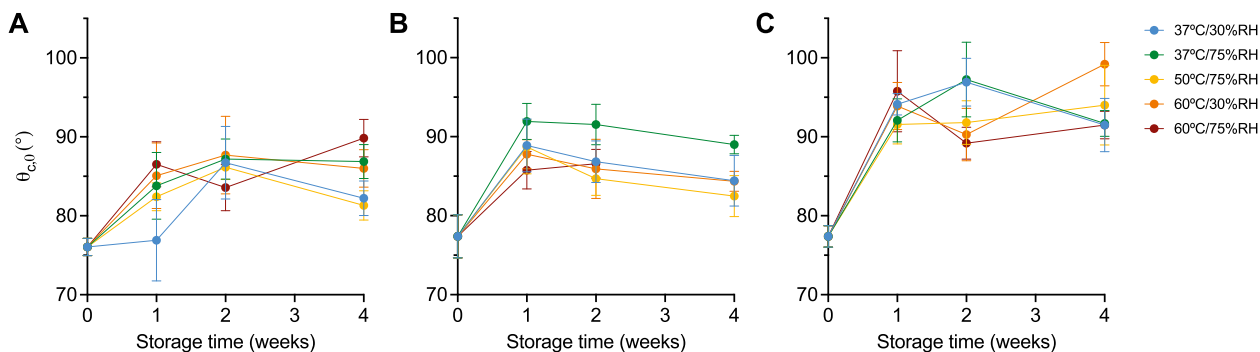 A
θc,0 (°)
100
90
80
70
0 1 2 3 4
Storage time (weeks)
B
100
90
80
70
0 1 2 3 4
Storage time (weeks)
C
100
90
80
70
0 1 2 3 4
Storage time (weeks)
37ºC/30%RH
37ºC/75%RH
50ºC/75%RH
60ºC/30%RH
60ºC/75%RH